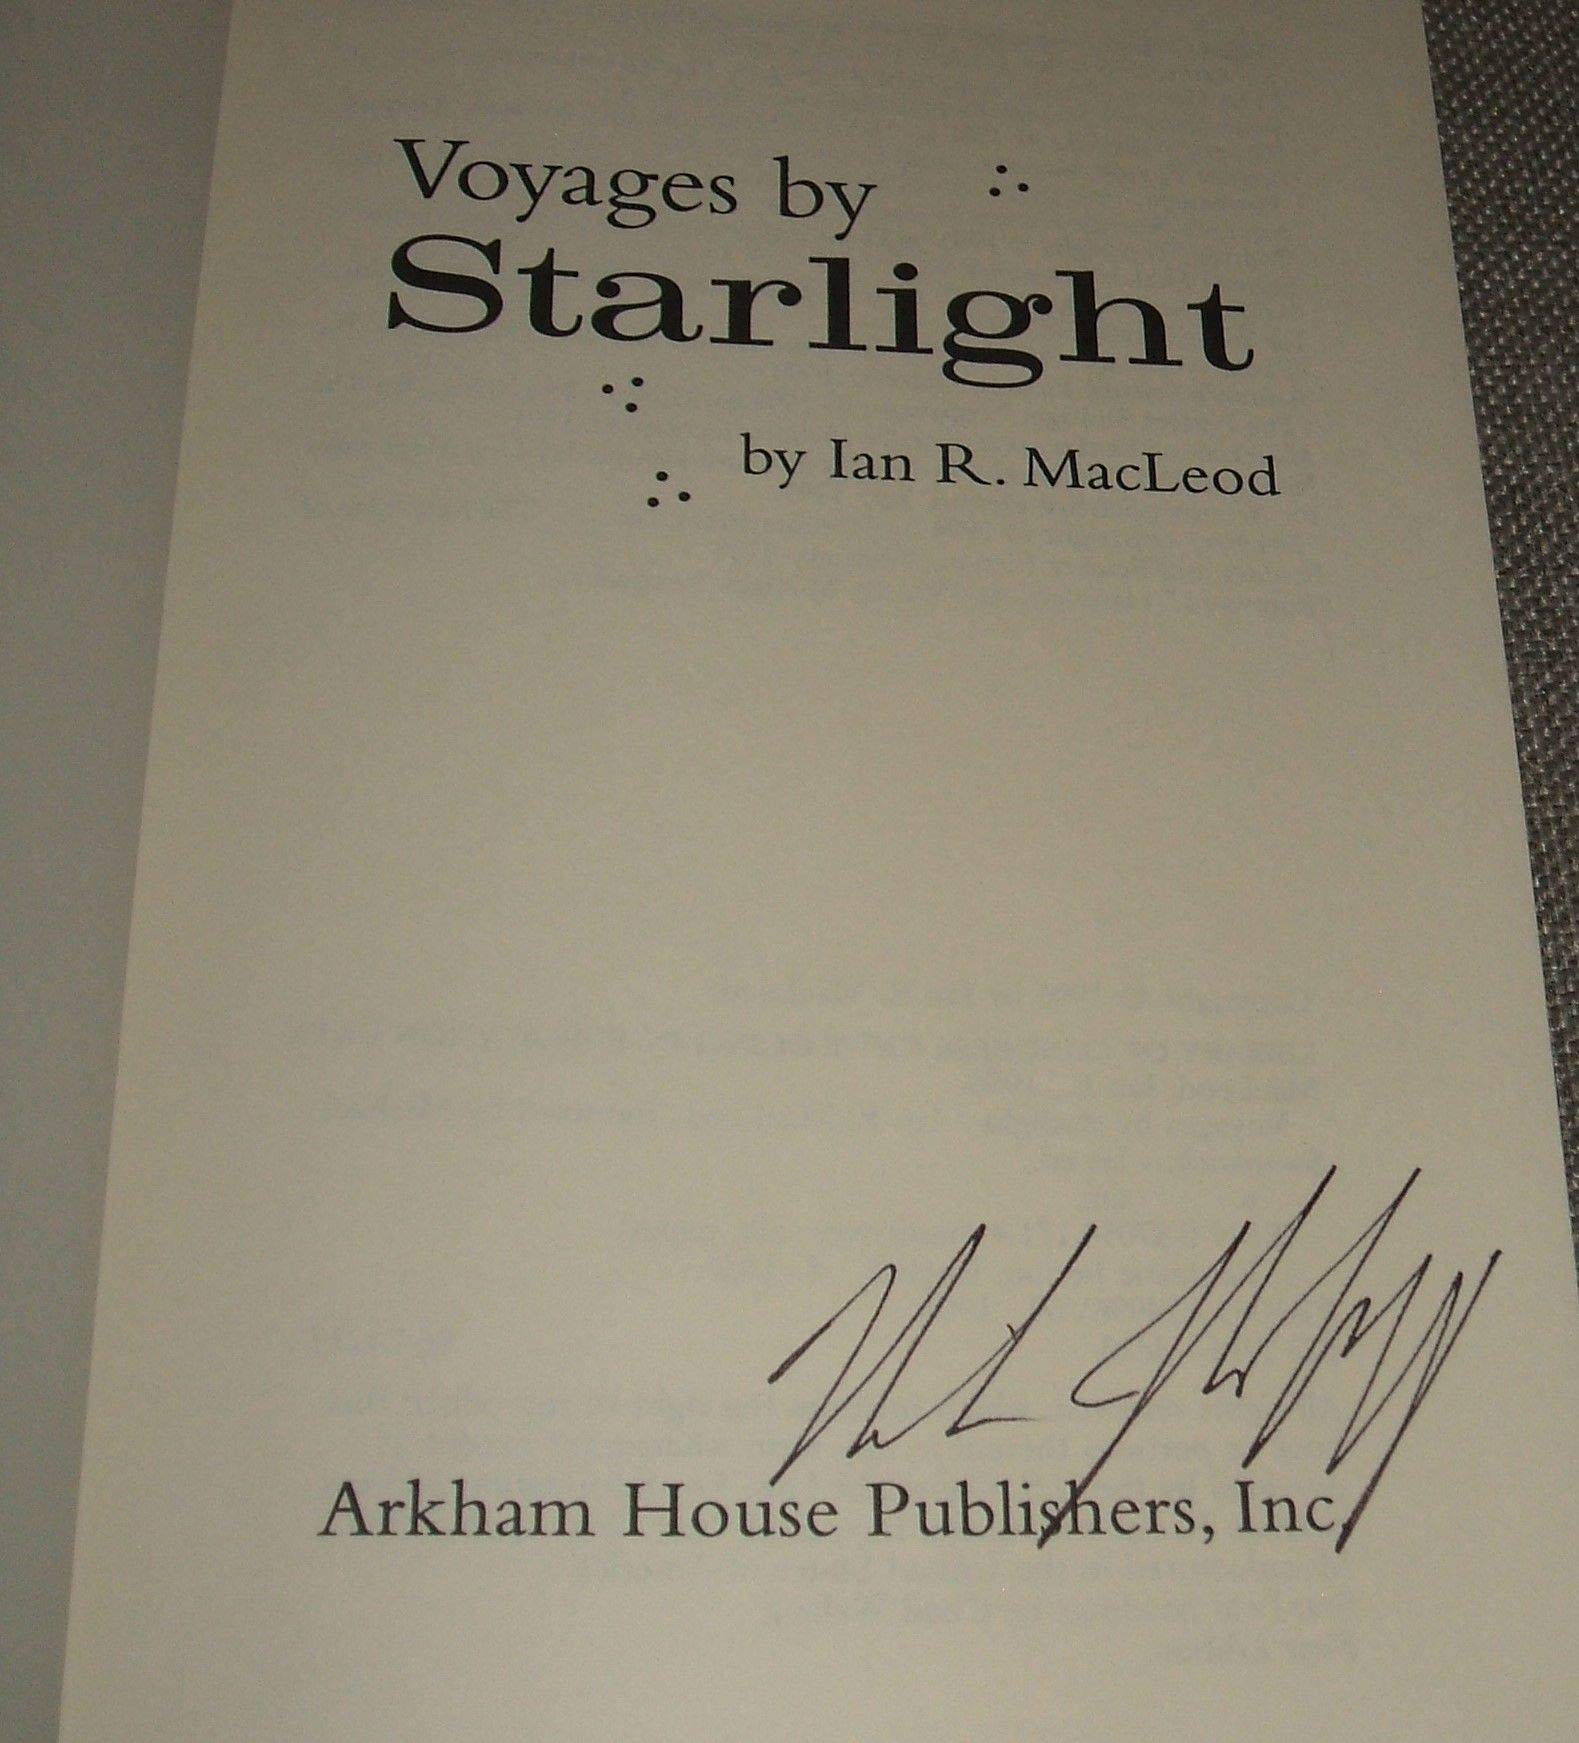 Voyages by
Starlight
by Ian R. MacLeod
Arkham House Publishers, Inc.